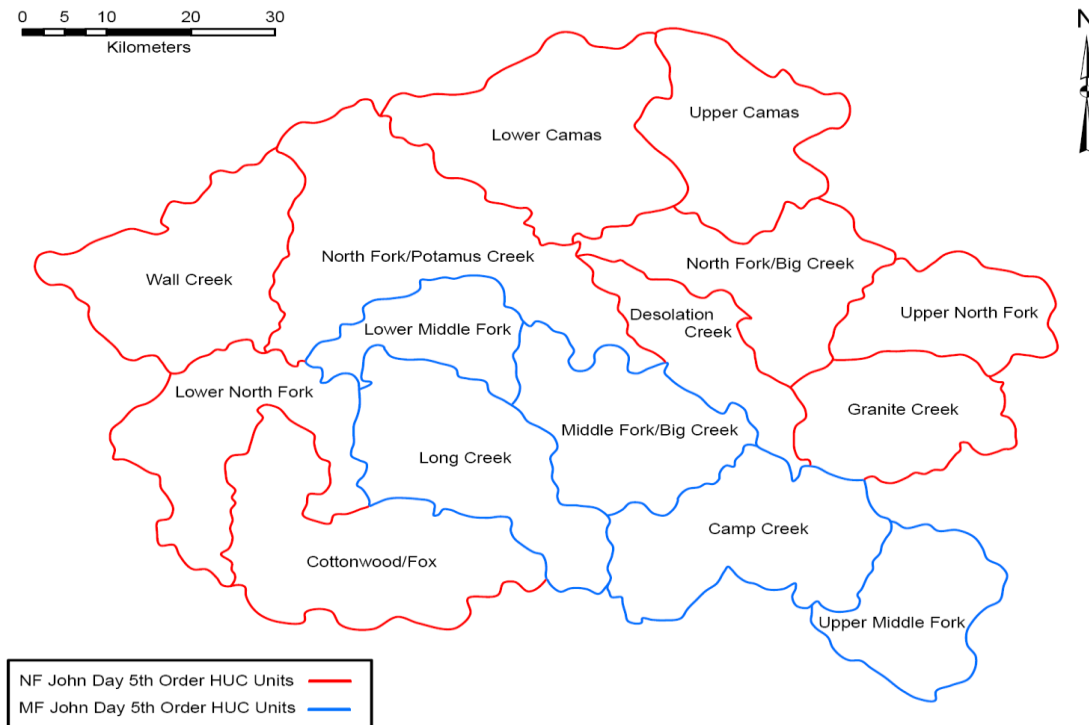 0 5 10 20 30
Kilometers
N
Upper Camas
Lower Camas
North Fork/Potamus Creek
North Fork/Big Creek
Wall Creek
Upper North Fork
Desolation
Creek
Lower Middle Fork
Lower North Fork
Granite Creek
Middle Fork/Big Creek
Long Creek
Camp Creek
Cottonwood/Fox
Upper Middle Fork
NF John Day 5th Order HUC Units
MF John Day 5th Order HUC Units